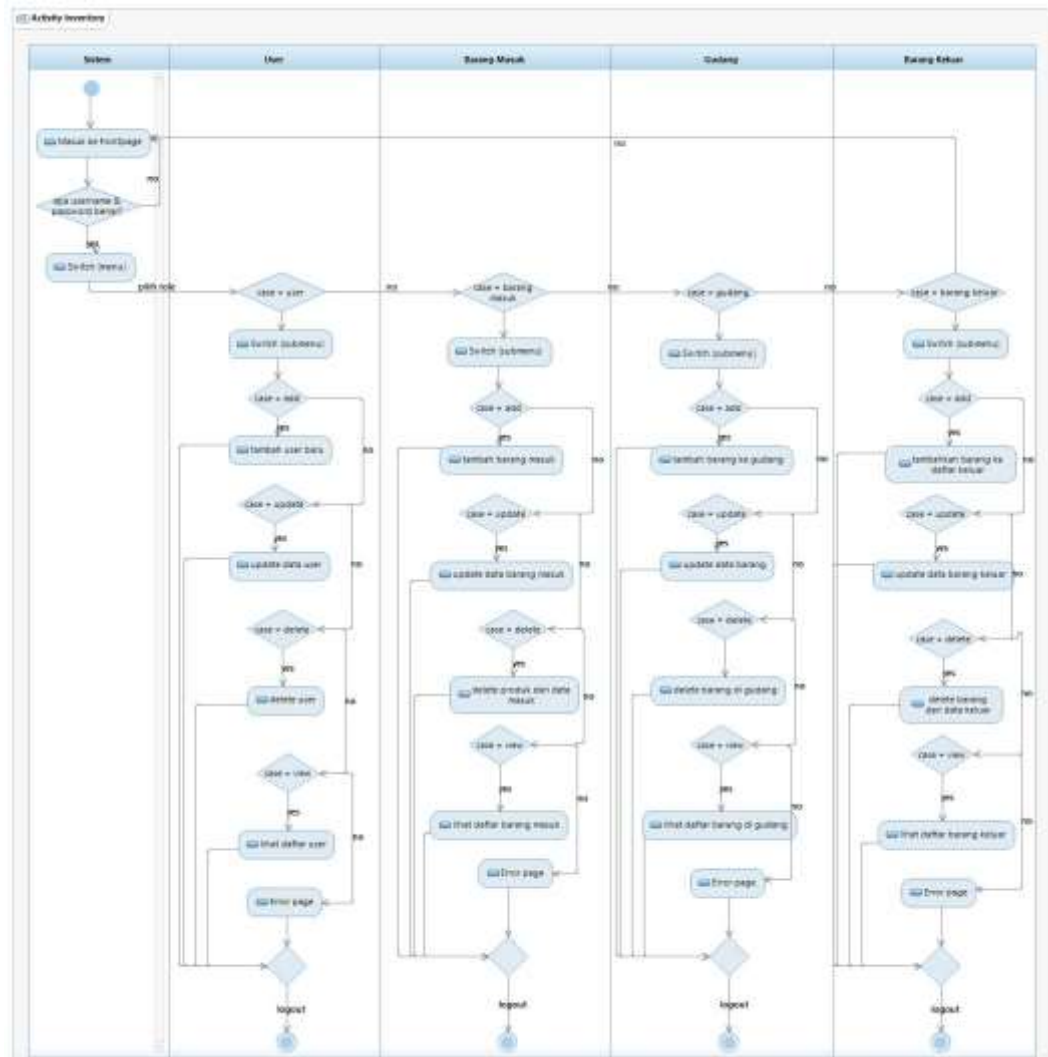 Activity Inventory
Sistem
User
Barang Masuk
Gudang
Barang Keluar
Masuk ke frontpage
no
no
no
apa username &
password benar?
yes
Switch (menu)
pilih role
case = user
no
case = barang
masuk
no
case = gudang
no
case = barang keluar
Switch (submenu)
Switch (submenu)
Switch (submenu)
Switch (submenu)
case = add
case = add
case = add
case = add
yes
yes
yes
yes
tambah user baru
no
tambah barang masuk
no
tambah barang ke gudang
no
tambahkan barang ke
daftar keluar
no
case = update
case = update
case = update
case = update
yes
yes
yes
yes
update data user
no
update data barang masuk
no
update data barang
no
update data barang keluar
no
case = delete
case = delete
case = delete
case = delete
yes
yes
yes
delete user
no
delete produk dari data
masuk
no
delete barang di gudang
no
delete barang
dari data keluar
no
case = view
case = view
case = view
case = view
yes
yes
yes
yes
lihat daftar user
no
lihat daftar barang masuk
no
lihat daftar barang di gudang
no
lihat daftar barang keluar
no
Error page
Error page
Error page
Error page
logout
logout
logout
logout